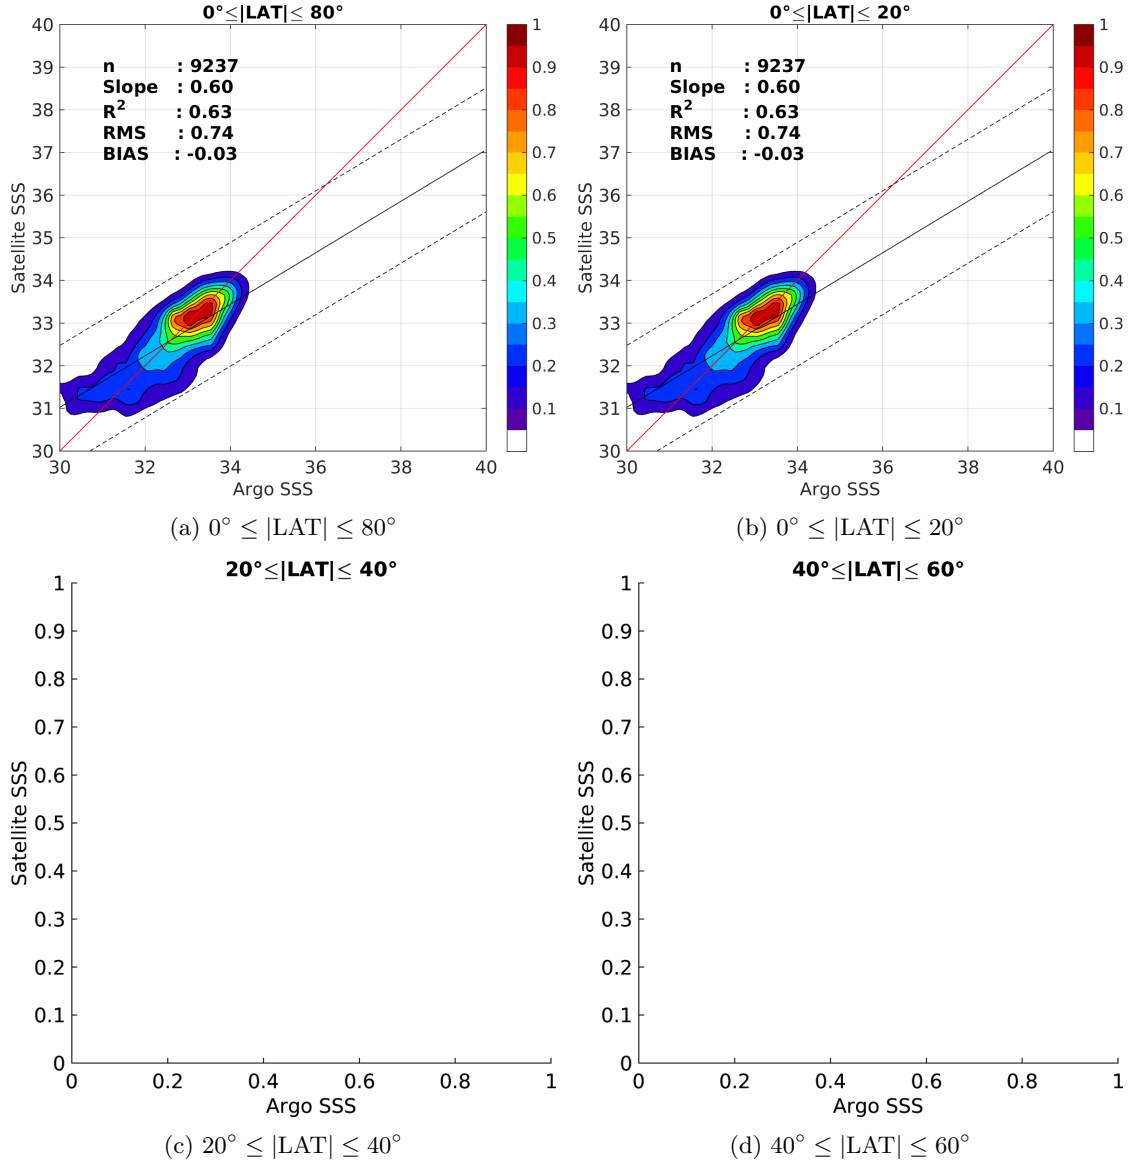 0°≤|LAT|≤ 80°
n : 9237
Slope : 0.60
R² : 0.63
RMS : 0.74
BIAS : -0.03
40
39
38
37
36
35
34
33
32
31
30
30 32 34 36 38 40
Satellite SSS
Argo SSS
1
0.9
0.8
0.7
0.6
0.5
0.4
0.3
0.2
0.1
(a) 0° ≤ |LAT| ≤ 80°
0°≤|LAT|≤ 20°
n : 9237
Slope : 0.60
R² : 0.63
RMS : 0.74
BIAS : -0.03
40
39
38
37
36
35
34
33
32
31
30
30 32 34 36 38 40
Satellite SSS
Argo SSS
1
0.9
0.8
0.7
0.6
0.5
0.4
0.3
0.2
0.1
(b) 0° ≤ |LAT| ≤ 20°
20°≤|LAT|≤ 40°
1
0.9
0.8
0.7
0.6
0.5
0.4
0.3
0.2
0.1
0
0 0.2 0.4 0.6 0.8 1
Satellite SSS
Argo SSS
(c) 20° ≤ |LAT| ≤ 40°
40°≤|LAT|≤ 60°
1
0.9
0.8
0.7
0.6
0.5
0.4
0.3
0.2
0.1
0
0 0.2 0.4 0.6 0.8 1
Satellite SSS
Argo SSS
(d) 40° ≤ |LAT| ≤ 60°